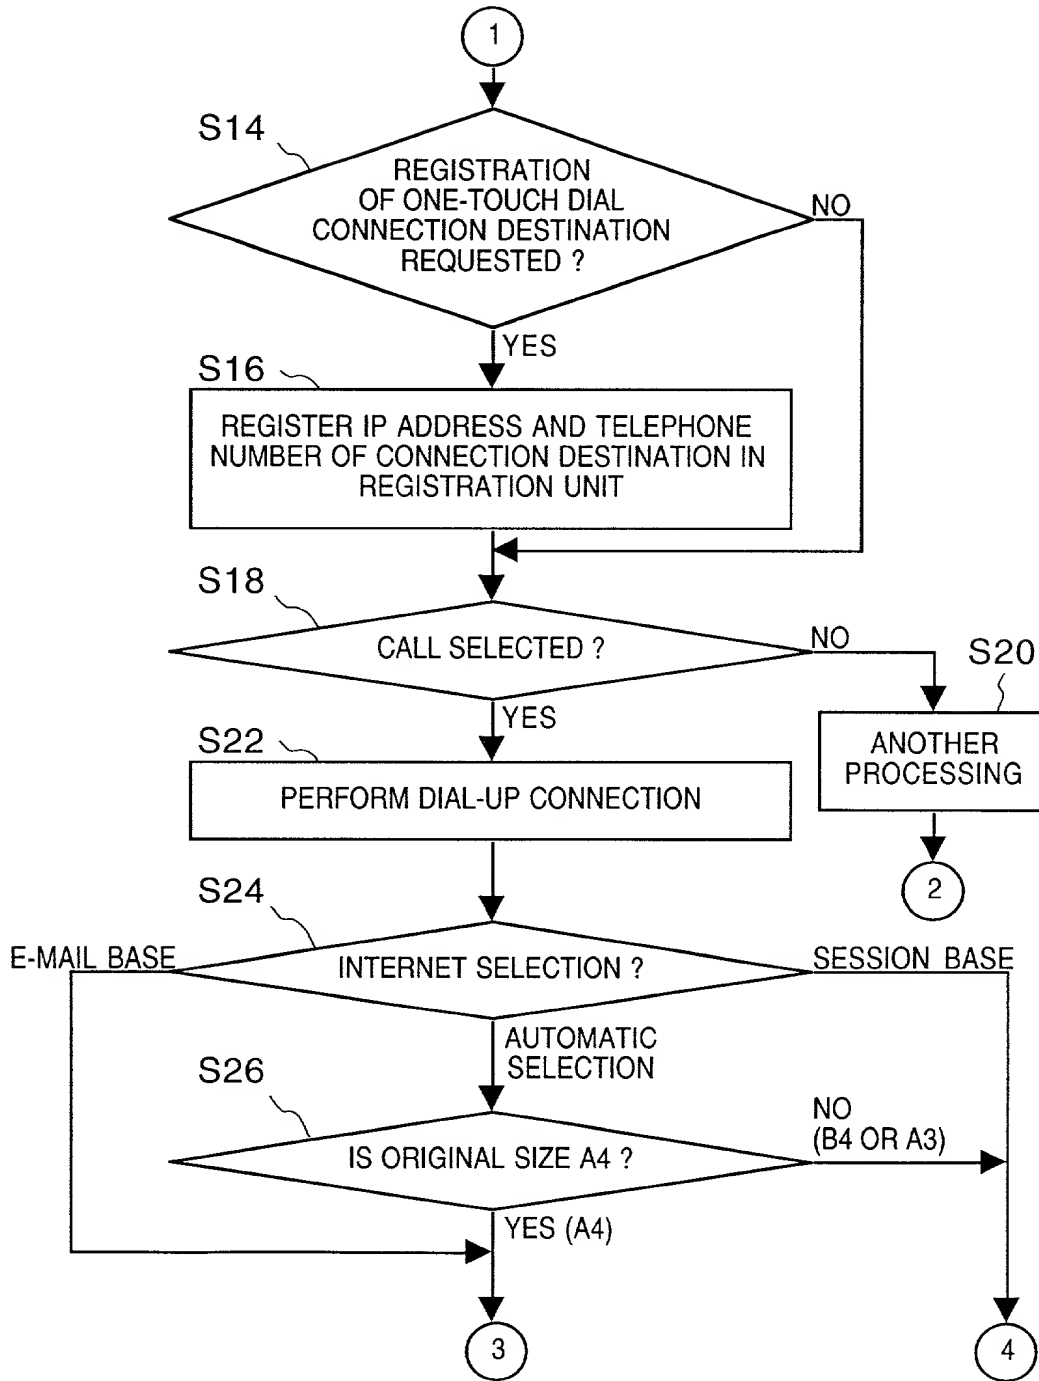 1
S14
REGISTRATION
OF ONE-TOUCH DIAL
CONNECTION DESTINATION
REQUESTED ?
NO
YES
S16
REGISTER IP ADDRESS AND TELEPHONE
NUMBER OF CONNECTION DESTINATION IN
REGISTRATION UNIT
S18
CALL SELECTED ?
NO
S20
YES
ANOTHER
PROCESSING
S22
PERFORM DIAL-UP CONNECTION
2
S24
E-MAIL BASE
INTERNET SELECTION ?
SESSION BASE
AUTOMATIC
SELECTION
S26
IS ORIGINAL SIZE A4 ?
NO
(B4 OR A3)
YES (A4)
3
4